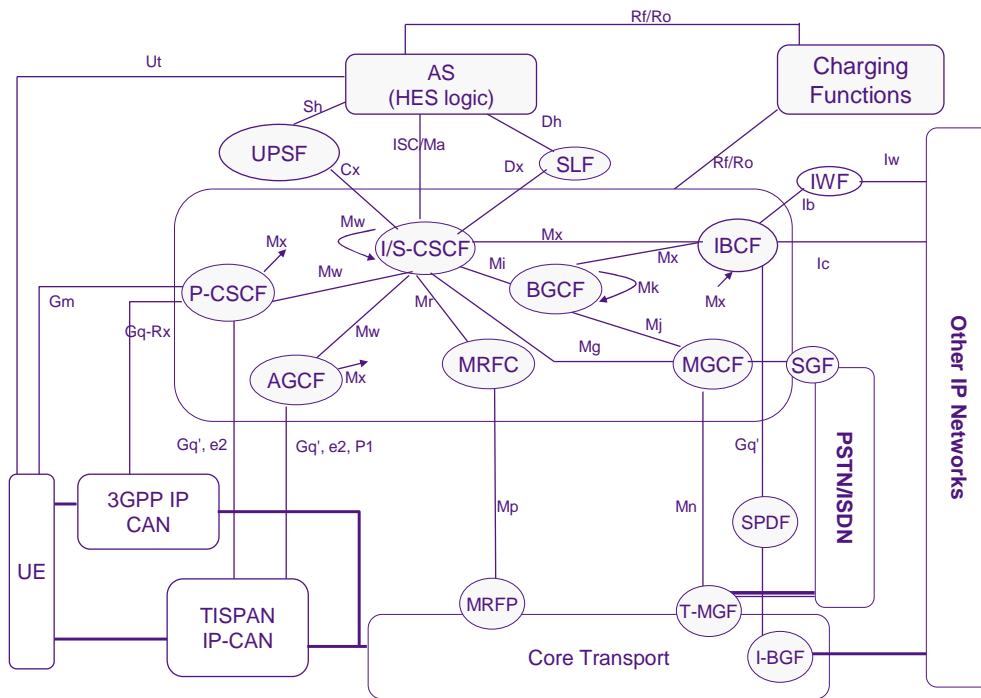 Rf/Ro
Ut
AS
(HES logic)
Charging
Functions
Sh
ISC/Ma
Dh
UPSF
SLF
Cx
Dx
Rf/Ro
IWF
Iw
Ib
Mw
I/S-CSCF
Mx
IBCF
Mx
Mw
Mi
Mx
Ic
P-CSCF
BGCF
Mk
Mx
Gm
Mr
Gq-Rx
Mw
Mj
Mg
AGCF
Mx
MRFC
MGCF
SGF
Other IP Networks
PSTN/ISDN
Gq', e2
Gq', e2, P1
Gq'
3GPP IP
CAN
Mp
Mn
SPDF
UE
TISPAN
IP-CAN
MRFP
T-MGF
Core Transport
I-BGF